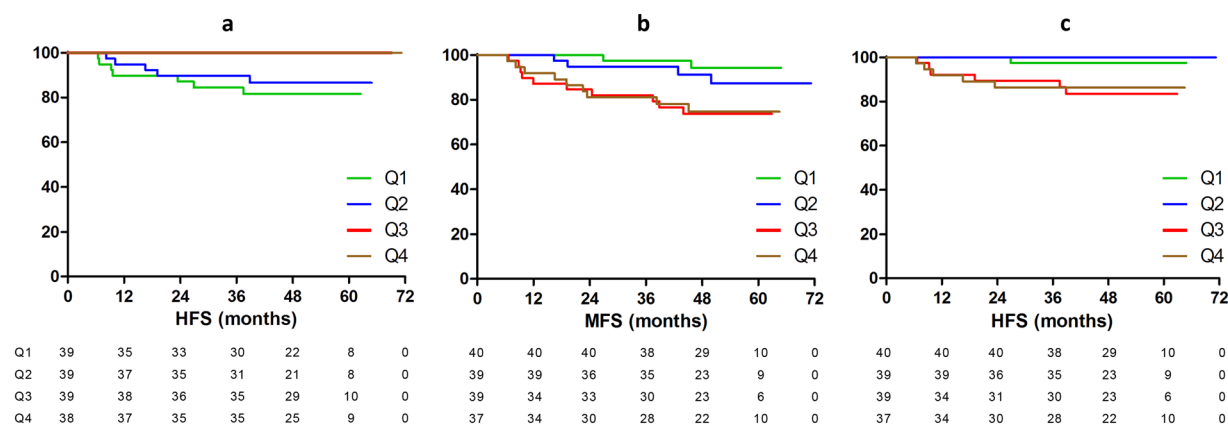 a b c
100 100 100
80 80 80
60 60 60
40 Q1 40 Q1 40 Q1
Q2 Q2 Q2
20 Q3 20 Q3 20 Q3
Q4 Q4 Q4
0 0 0
0 12 24 36 48 60 72 0 12 24 36 48 60 72 0 12 24 36 48 60 72
HFS (months) MFS (months) HFS (months)
Q1 39 35 33 30 22 8 0 40 40 40 38 29 10 0 40 40 40 38 29 10 0
Q2 39 37 35 31 21 8 0 39 39 36 35 23 9 0 39 39 36 35 23 9 0
Q3 39 38 36 35 29 10 0 39 34 33 30 23 6 0 39 34 31 30 23 6 0
Q4 38 37 35 35 25 9 0 37 34 30 28 22 10 0 37 34 30 28 22 10 0